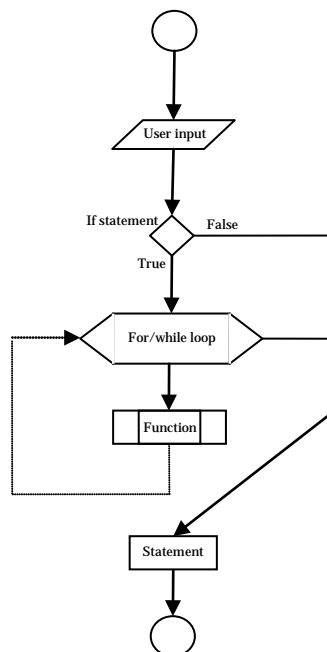 User input
If statement
False
True
For/while loop
Function
Statement